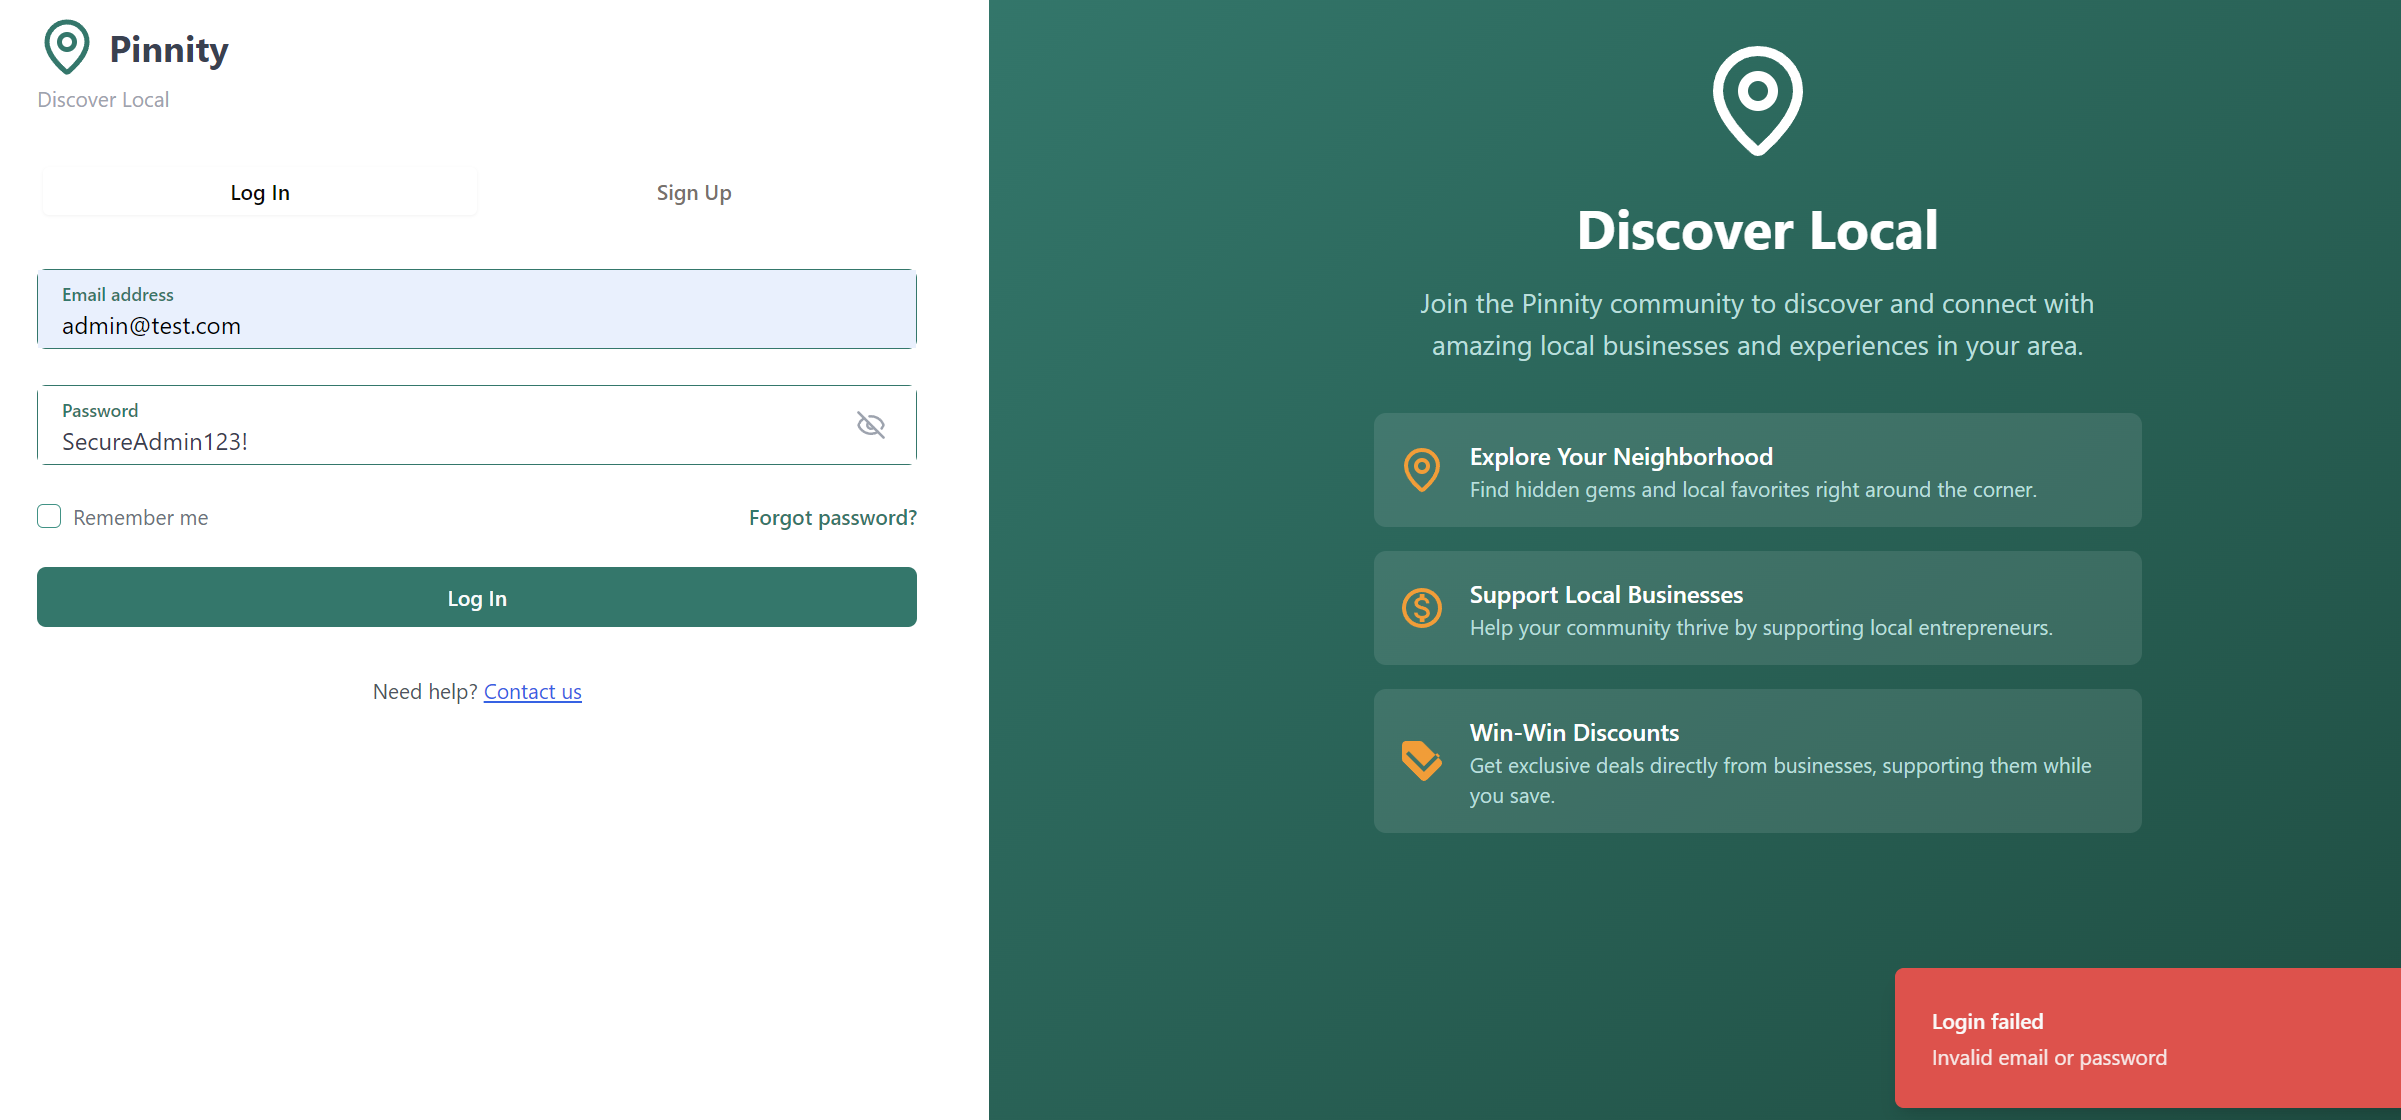 Pinnity
Discover Local
Log In
Sign Up
Email address
admin@test.com
Password
SecureAdmin123!
Remember me
Forgot password?
Log In
Need help? Contact us
Discover Local
Join the Pinnity community to discover and connect with
amazing local businesses and experiences in your area.
Explore Your Neighborhood
Find hidden gems and local favorites right around the corner.
Support Local Businesses
Help your community thrive by supporting local entrepreneurs.
Win-Win Discounts
Get exclusive deals directly from businesses, supporting them while
you save.
Login failed
Invalid email or password